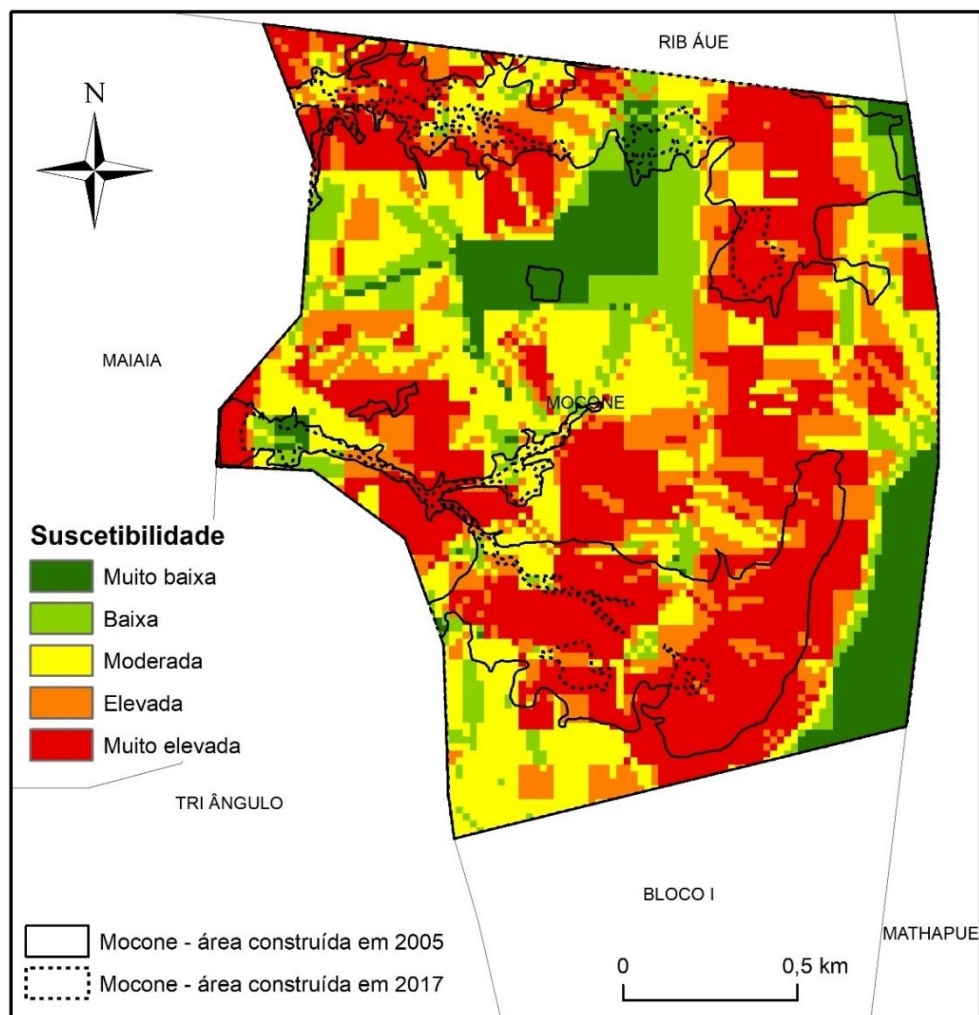 RIB ÁUE
N
MAIAIA
MOCONE
Suscetibilidade
Muito baixa
Baixa
Moderada
Elevada
Muito elevada
TRI ÂNGULO
BLOCO I
MATHAPUE
Mocone - área construída em 2005
Mocone - área construída em 2017
0 0,5 km